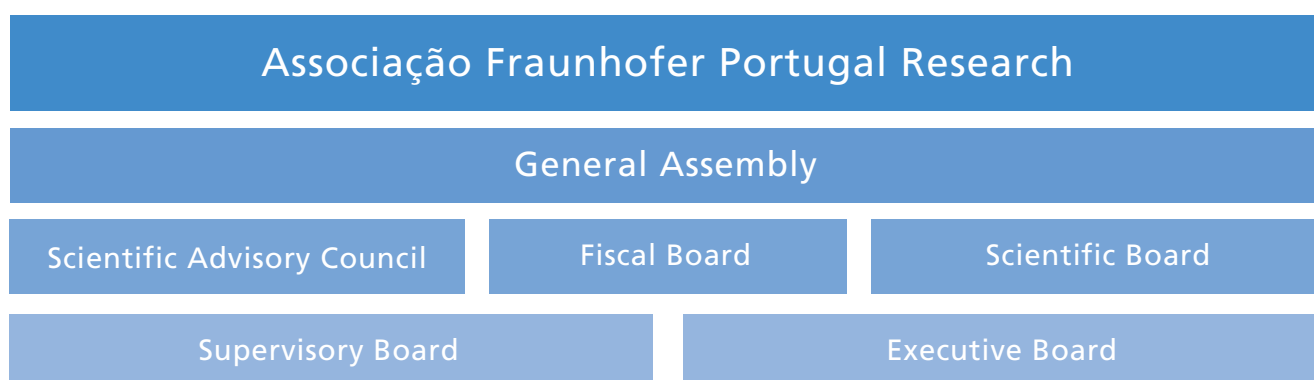 Associação Fraunhofer Portugal Research
General Assembly
Scientific Advisory Council
Fiscal Board
Scientific Board
Supervisory Board
Executive Board